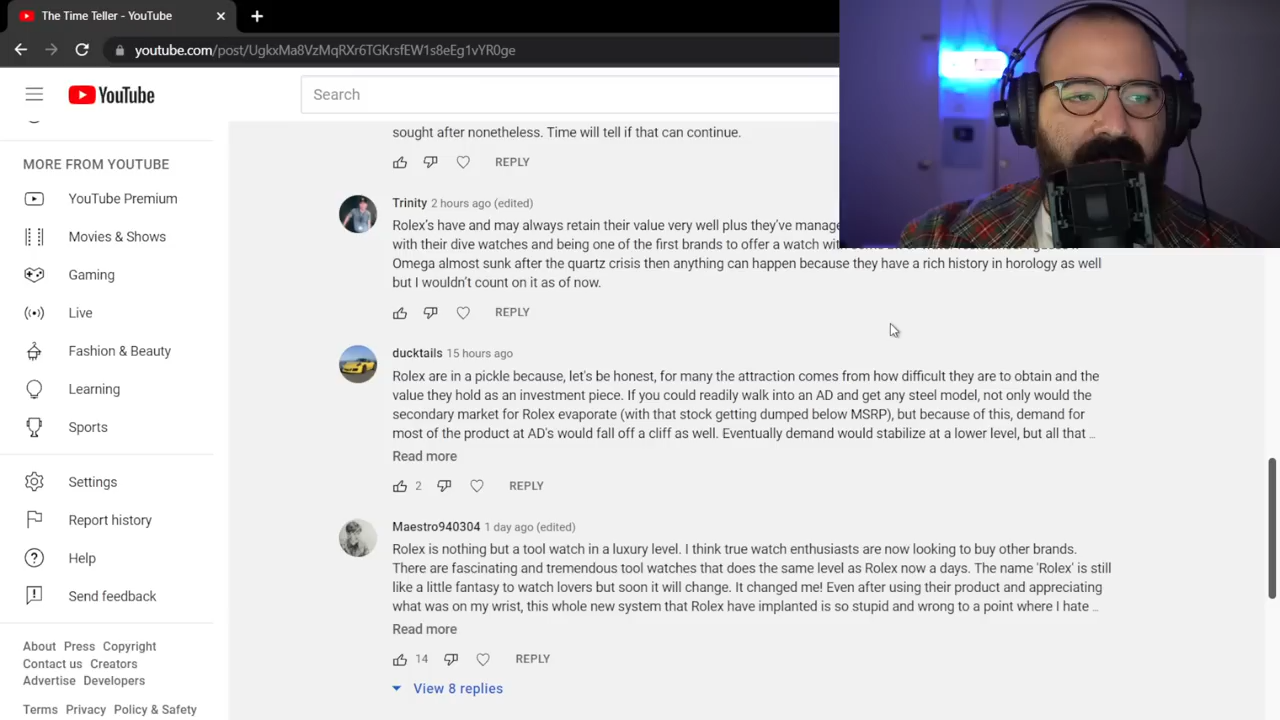 The Time Teller - YouTube
youtube.com/post/UgkxMa8VzMqRXr6TGKrsfEW1s8eEg1vYR0ge
YouTube
Search
MORE FROM YOUTUBE
YouTube Premium
Movies & Shows
Gaming
Live
Fashion & Beauty
Learning
Sports
Settings
Report history
Help
Send feedback
About Press Copyright
Contact us Creators
Advertise Developers
Terms Privacy Policy & Safety
sought after nonetheless. Time will tell if that can continue.
REPLY
Trinity 2 hours ago (edited)
Rolex's have and may always retain their value very well plus they've manage
with their dive watches and being one of the first brands to offer a watch
Omega almost sunk after the quartz crisis then anything can happen because they have a rich history in horology as well
but I wouldn't count on it as of now.
REPLY
ducktails 15 hours ago
Rolex are in a pickle because, let's be honest, for many the attraction comes from how difficult they are to obtain and the
value they hold as an investment piece. If you could readily walk into an AD and get any steel model, not only would the
secondary market for Rolex evaporate (with that stock getting dumped below MSRP), but because of this, demand for
most of the product at AD's would fall off a cliff as well. Eventually demand would stabilize at a lower level, but all that ...
Read more
2 REPLY
Maestro940304 1 day ago (edited)
Rolex is nothing but a tool watch in a luxury level. I think true watch enthusiasts are now looking to buy other brands.
There are fascinating and tremendous tool watches that does the same level as Rolex now a days. The name 'Rolex' is still
like a little fantasy to watch lovers but soon it will change. It changed me! Even after using their product and appreciating
what was on my wrist, this whole new system that Rolex have implanted is so stupid and wrong to a point where I hate ...
Read more
14 REPLY
View 8 replies